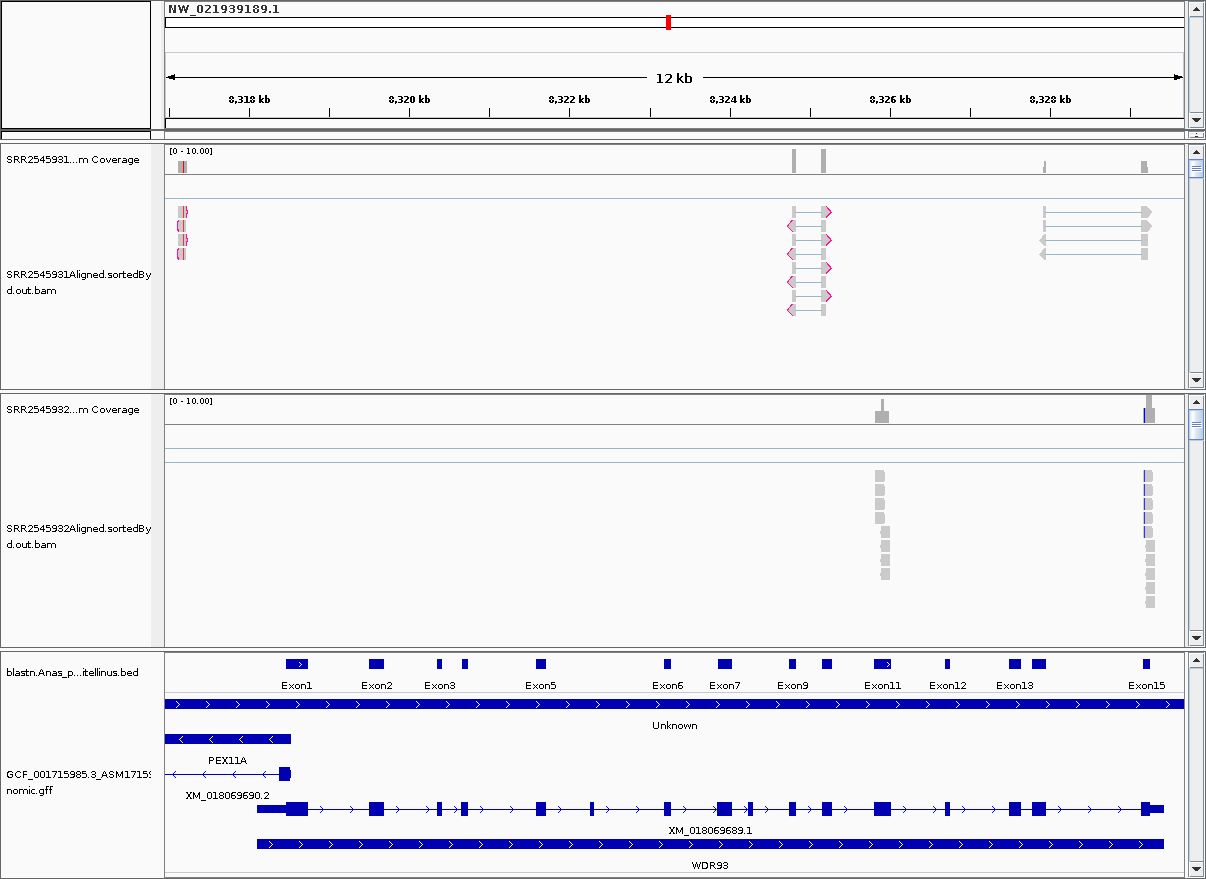 NW_021939189.1
12 kb
8,318 kb 8,320 kb 8,322 kb 8,324 kb 8,326 kb 8,328 kb
[0 - 10.00]
SRR2545931...m Coverage
SRR2545931Aligned.sortedBy
d.out.bam
[0 - 10.00]
SRR2545932...m Coverage
SRR2545932Aligned.sortedBy
d.out.bam
blastn.Anas_p...itellinus.bed
Exon1 Exon2 Exon3 Exon5 Exon6 Exon7 Exon9 Exon11 Exon12 Exon13 Exon15
Unknown
PEX11A
GCF_001715985.3_ASM1715
nomic.gff
XM_018069690.2
XM_018069689.1
WDR93